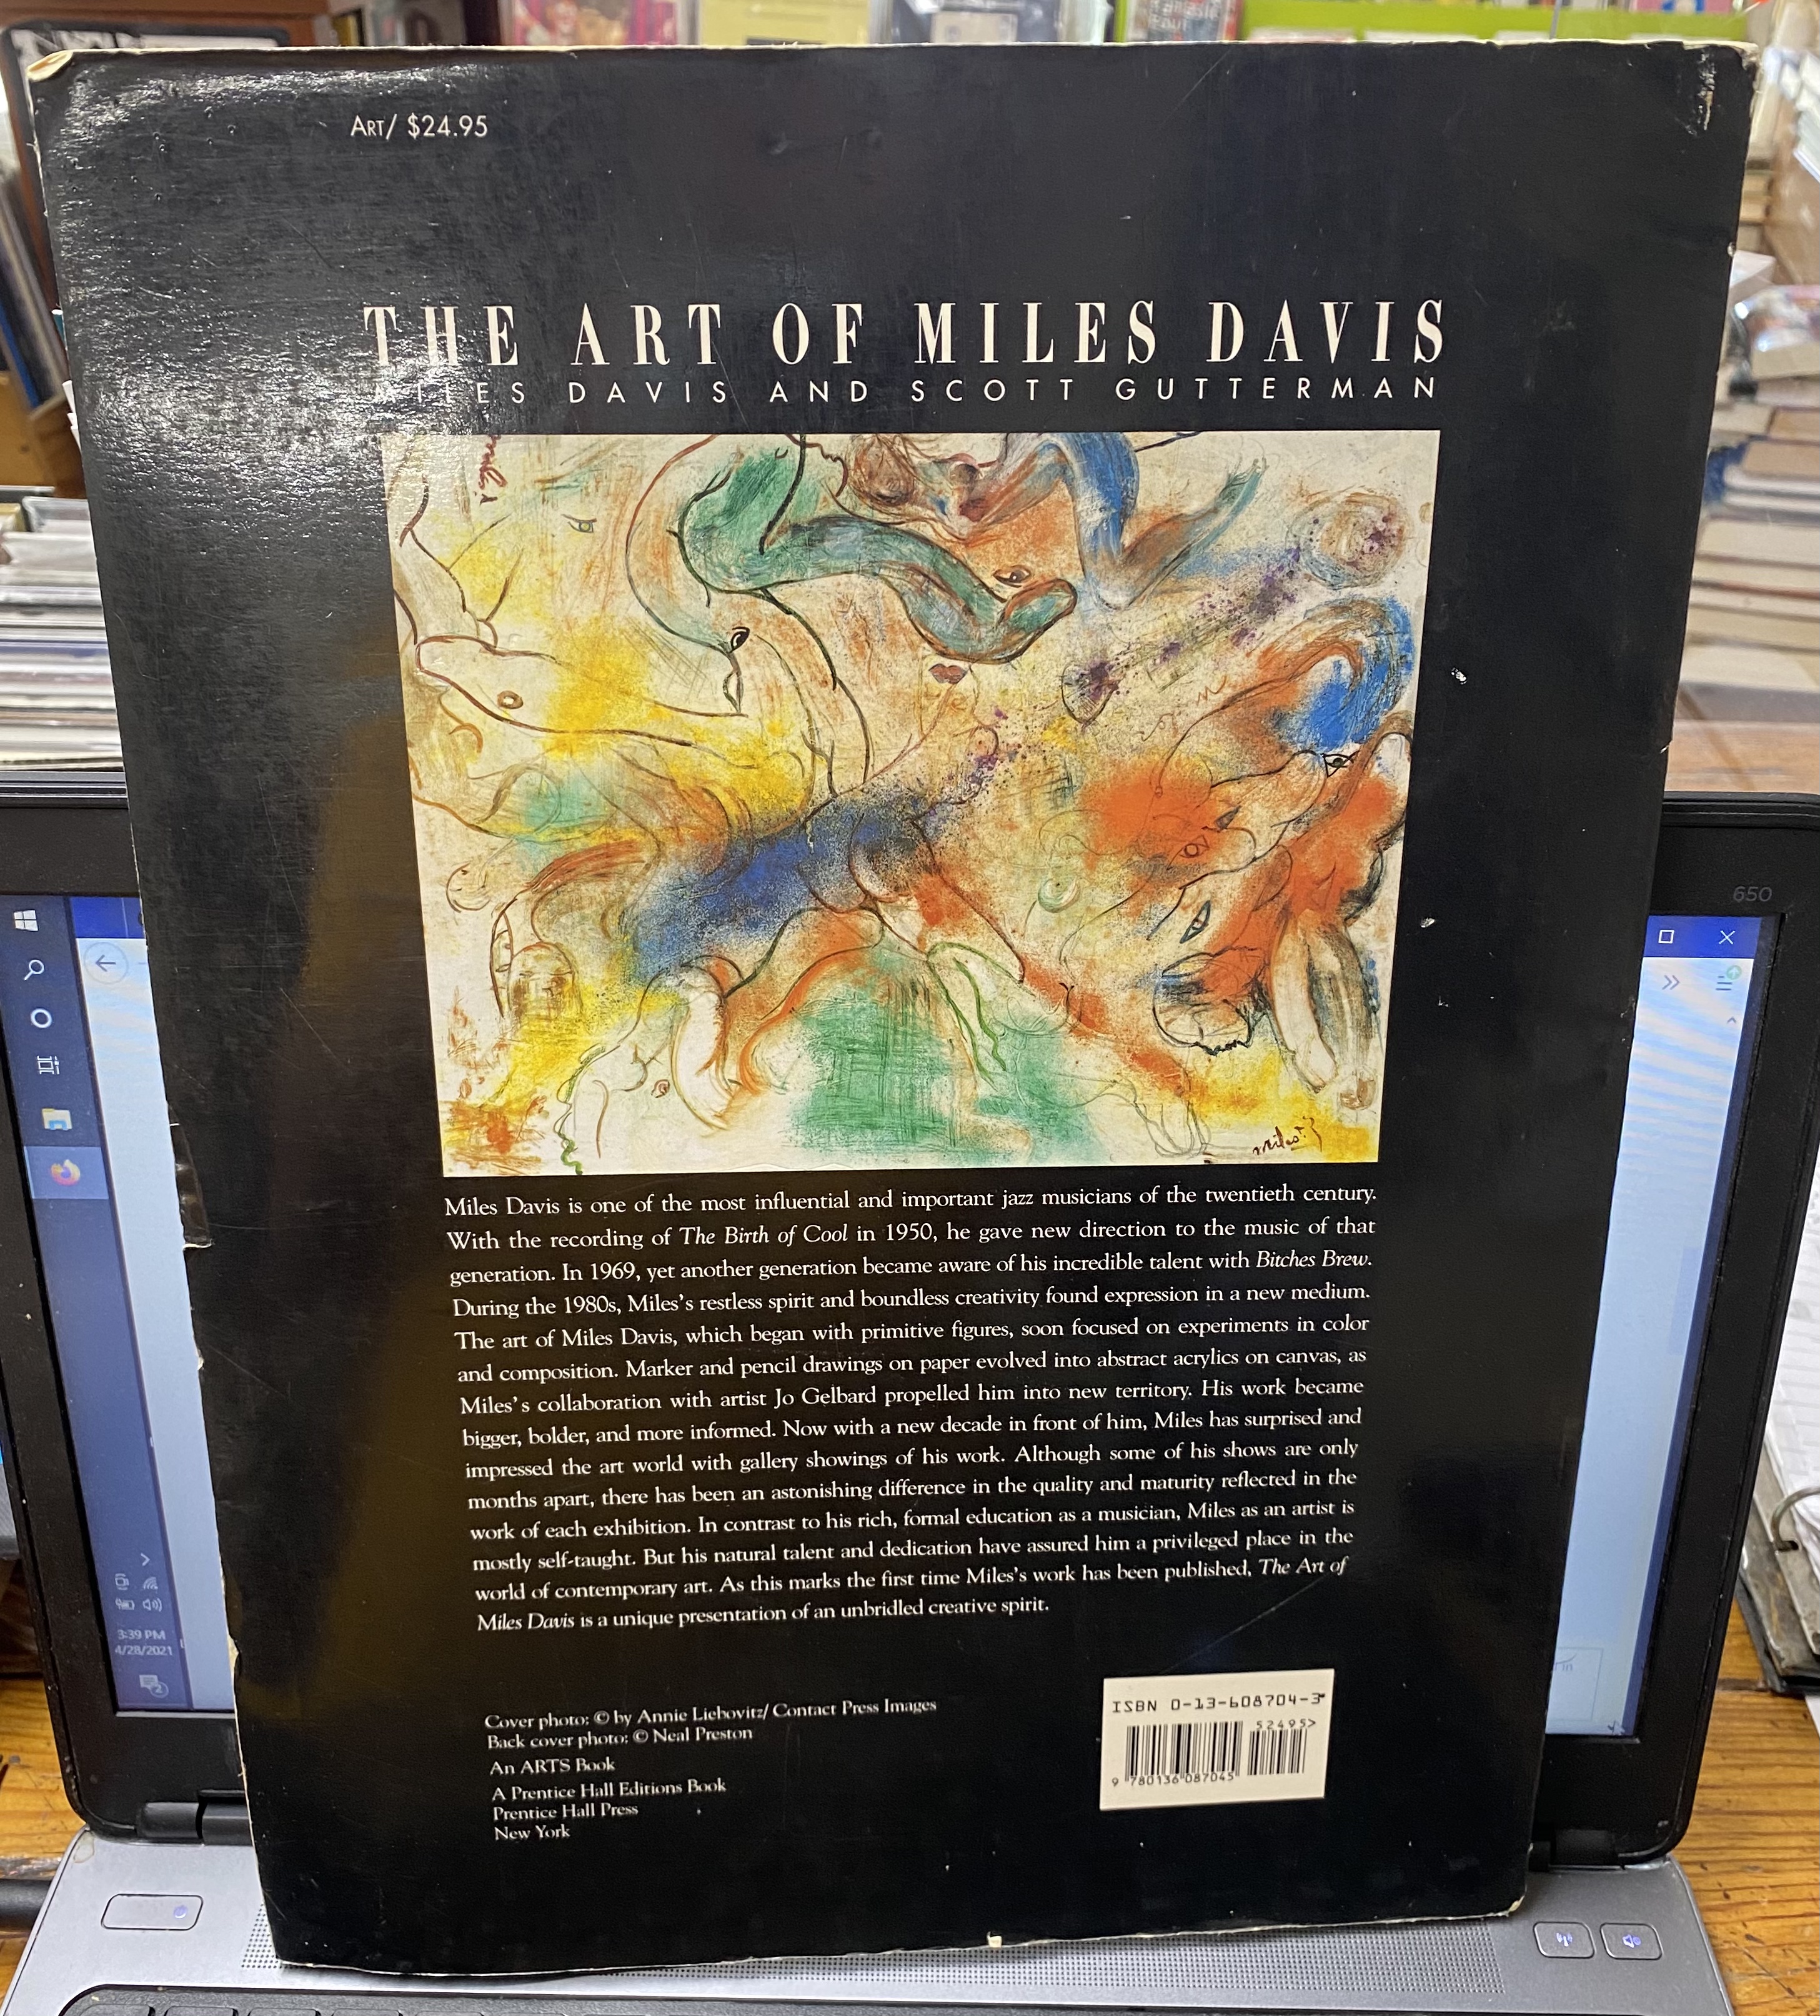 ART/ $24.95
THE ART OF MILES DAVIS
MILES DAVIS AND SCOTT GUTTERMAN
Miles
Miles Davis is one of the most influential and important jazz musicians of the twentieth century.
With the recording of The Birth of Cool in 1950, he gave new direction to the music of that
generation. In 1969, yet another generation became aware of his incredible talent with Bitches Brew.
During the 1980s, Miles's restless spirit and boundless creativity found expression in a new medium.
The art of Miles Davis, which began with primitive figures, soon focused on experiments in color
and composition. Marker and pencil drawings on paper evolved into abstract acrylics on canvas, as
Miles's collaboration with artist Jo Gelbard propelled him into new territory. His work became
bigger, bolder, and more informed. Now with a new decade in front of him, Miles has surprised and
impressed the art world with gallery showings of his work. Although some of his shows are only
months apart, there has been an astonishing difference in the quality and maturity reflected in the
work of each exhibition. In contrast to his rich, formal education as a musician, Miles as an artist is
mostly self-taught. But his natural talent and dedication have assured him a privileged place in the
world of contemporary art. As this marks the first time Miles's work has been published, The Art of
Miles Davis is a unique presentation of an unbridled creative spirit.
Cover photo: © by Annie Liebovitz/ Contact Press Images
Back cover photo: © Neal Preston
An ARTS Book
A Prentice Hall Editions Book
Prentice Hall Press
New York
ISBN 0-13-608704-3
52495>
9 780136 087045
650
3:39 PM
4/28/2021
2